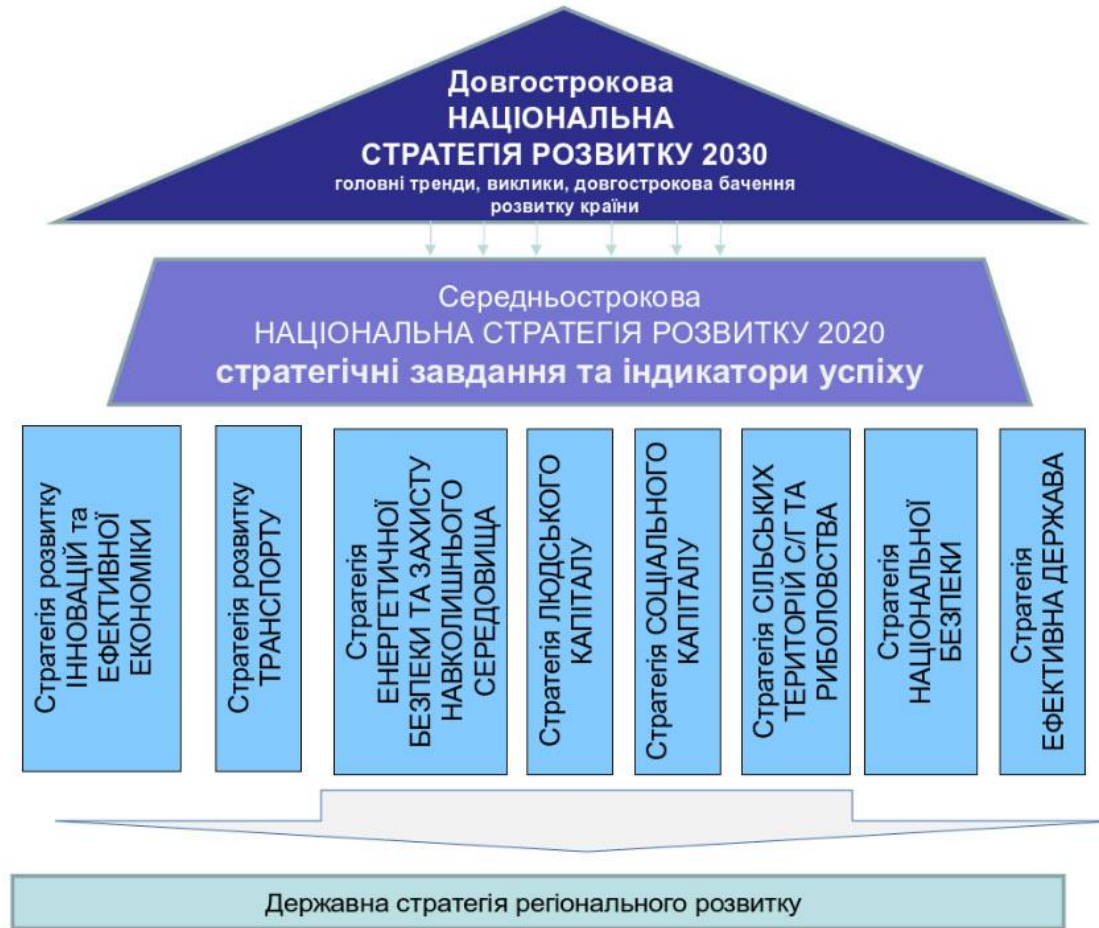 Довгострокова
НАЦІОНАЛЬНА
СТРАТЕГІЯ РОЗВИТКУ 2030
головні тренди, виклики, довгострокова бачення
розвитку країни
Середньострокова
НАЦІОНАЛЬНА СТРАТЕГІЯ РОЗВИТКУ 2020
стратегічні завдання та індикатори успіху
Стратегія розвитку
ІННОВАЦІЙ та
ЕФЕКТИВНОЇ
ЕКОНОМІКИ
Стратегія розвитку
ТРАНСПОРТУ
Стратегія
ЕНЕРГЕТИЧНОЇ
БЕЗПЕКИ ТА ЗАХИСТУ
НАВКОЛИШНЬОГО
СЕРЕДОВИЩА
Стратегія ЛЮДСЬКОГО
КАПІТАЛУ
Стратегія СОЦІАЛЬНОГО
КАПІТАЛУ
Стратегія СІЛЬСЬКИХ
ТЕРИТОРІЙ С/Г ТА
РИБОЛОВСТВА
Стратегія
НАЦІОНАЛЬНОЇ
БЕЗПЕКИ
Стратегія
ЕФЕКТИВНА ДЕРЖАВА
Державна стратегія регіонального розвитку